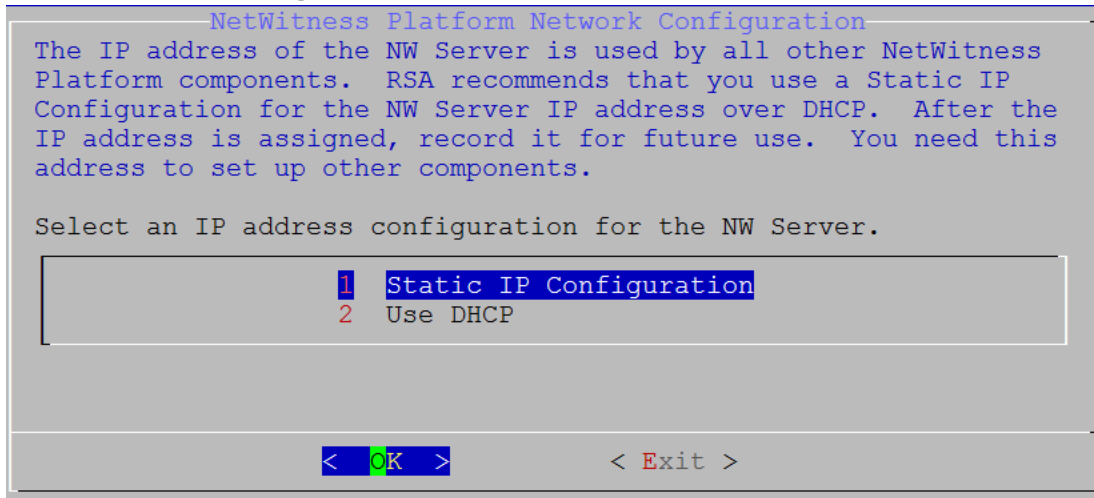 NetWitness Platform Network Configuration
The IP address of the NW Server is used by all other NetWitness
Platform components.  RSA recommends that you use a Static IP
Configuration for the NW Server IP address over DHCP.  After the
IP address is assigned, record it for future use.  You need this
address to set up other components.
Select an IP address configuration for the NW Server.
1  Static IP Configuration
2  Use DHCP
<  OK  > < Exit >